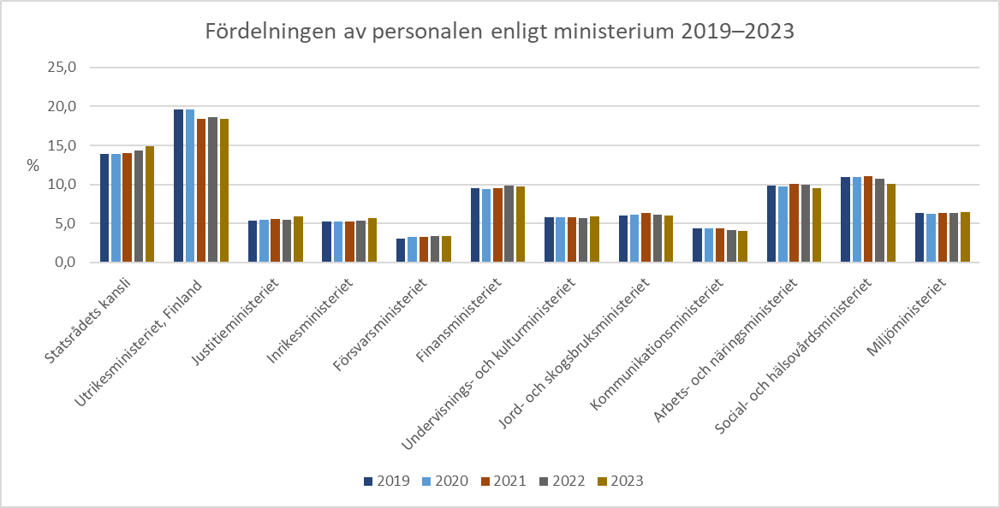 Fördelningen av personalen enligt ministerium 2019–2023
25,0
20,0
15,0
10,0
5,0
0,0
%
Statsrådets kansli
Utrikesministeriet, Finland
Justitieministeriet
Inrikesministeriet
Försvarsministeriet
Finansministeriet
Undervisnings- och kulturministeriet
Jord- och skogsbruksministeriet
Kommunikationsministeriet
Arbets- och näringsministeriet
Social- och hälsovårdsministeriet
Miljöministeriet
2019 2020 2021 2022 2023